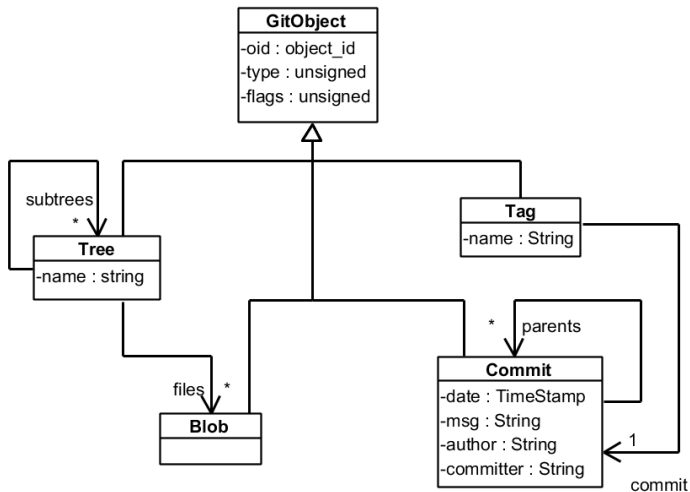 GitObject
-oid : object_id
-type : unsigned
-flags : unsigned
subtrees
*
Tree
-name : string
Tag
-name : String
files
*
Blob
*
parents
Commit
-date : TimeStamp
-msg : String
-author : String
-committer : String
1
commit